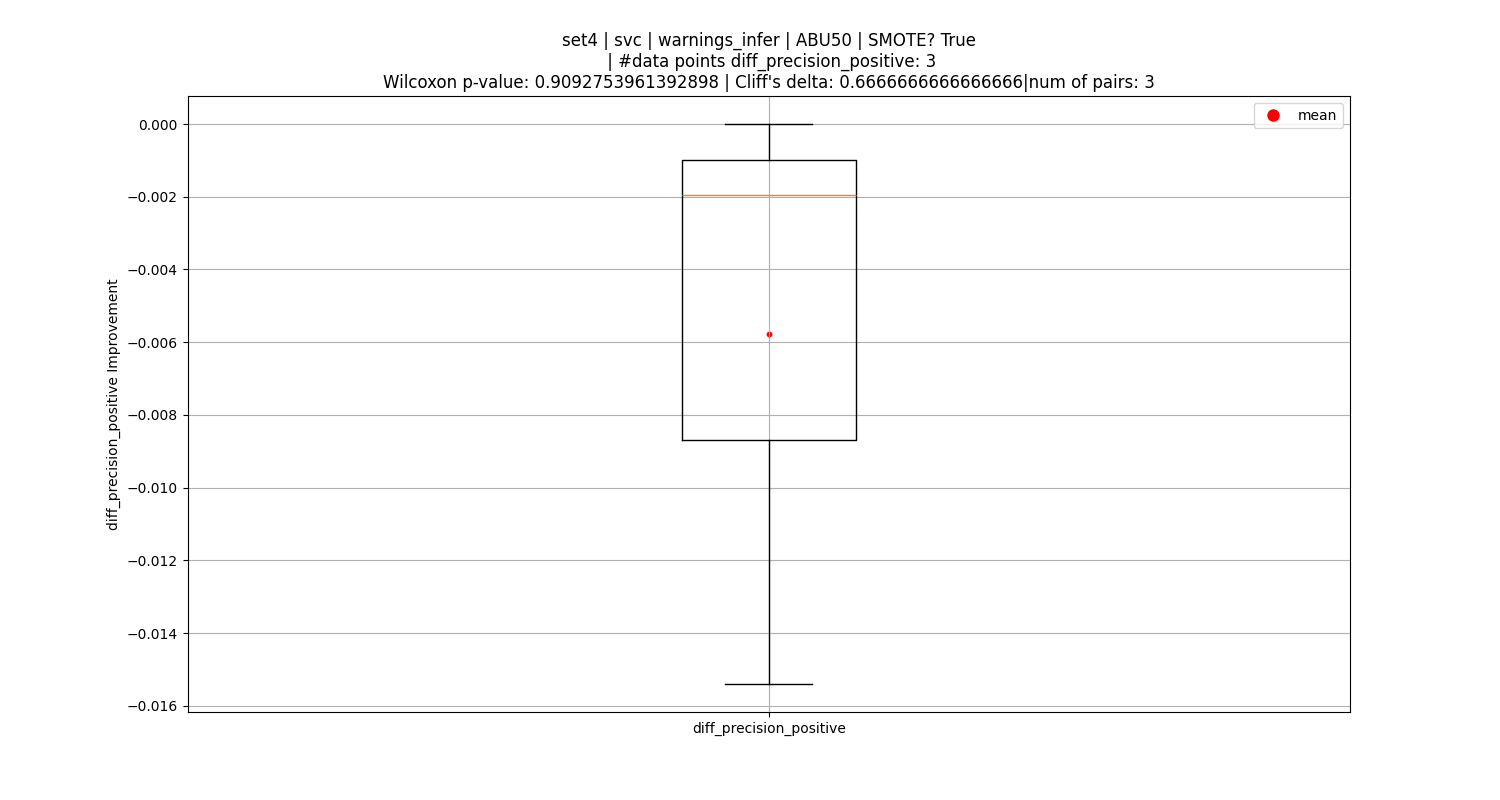 set4 | svc | warnings_infer | ABU50 | SMOTE? True
| #data points diff_precision_positive: 3
Wilcoxon p-value: 0.9092753961392898 | Cliff's delta: 0.6666666666666666|num of pairs: 3
mean
0.000
−0.002
−0.004
−0.006
−0.008
−0.010
−0.012
−0.014
−0.016
diff_precision_positive Improvement
diff_precision_positive